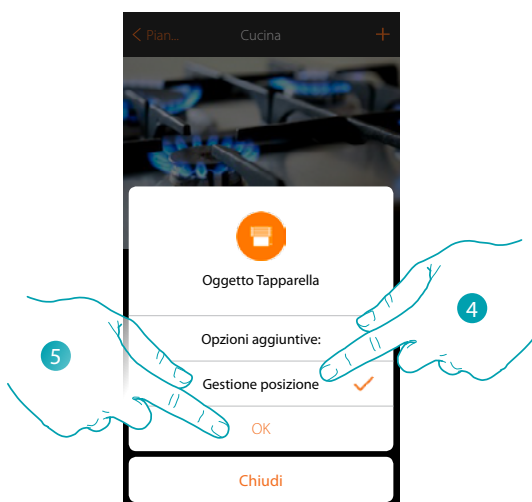 Pian... Cucina +
Oggetto Tapparella
Opzioni aggiuntive:
4
5
Gestione posizione
OK
Chiudi